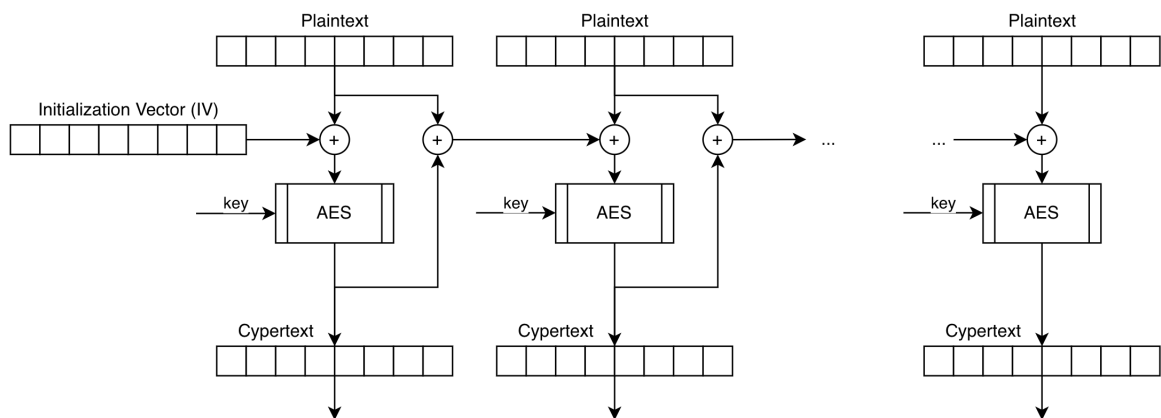 Plaintext
Plaintext
Plaintext
Initialization Vector (IV)
+
+
+
+
...
...
+
key
AES
key
AES
key
AES
Cypertext
Cypertext
Cypertext